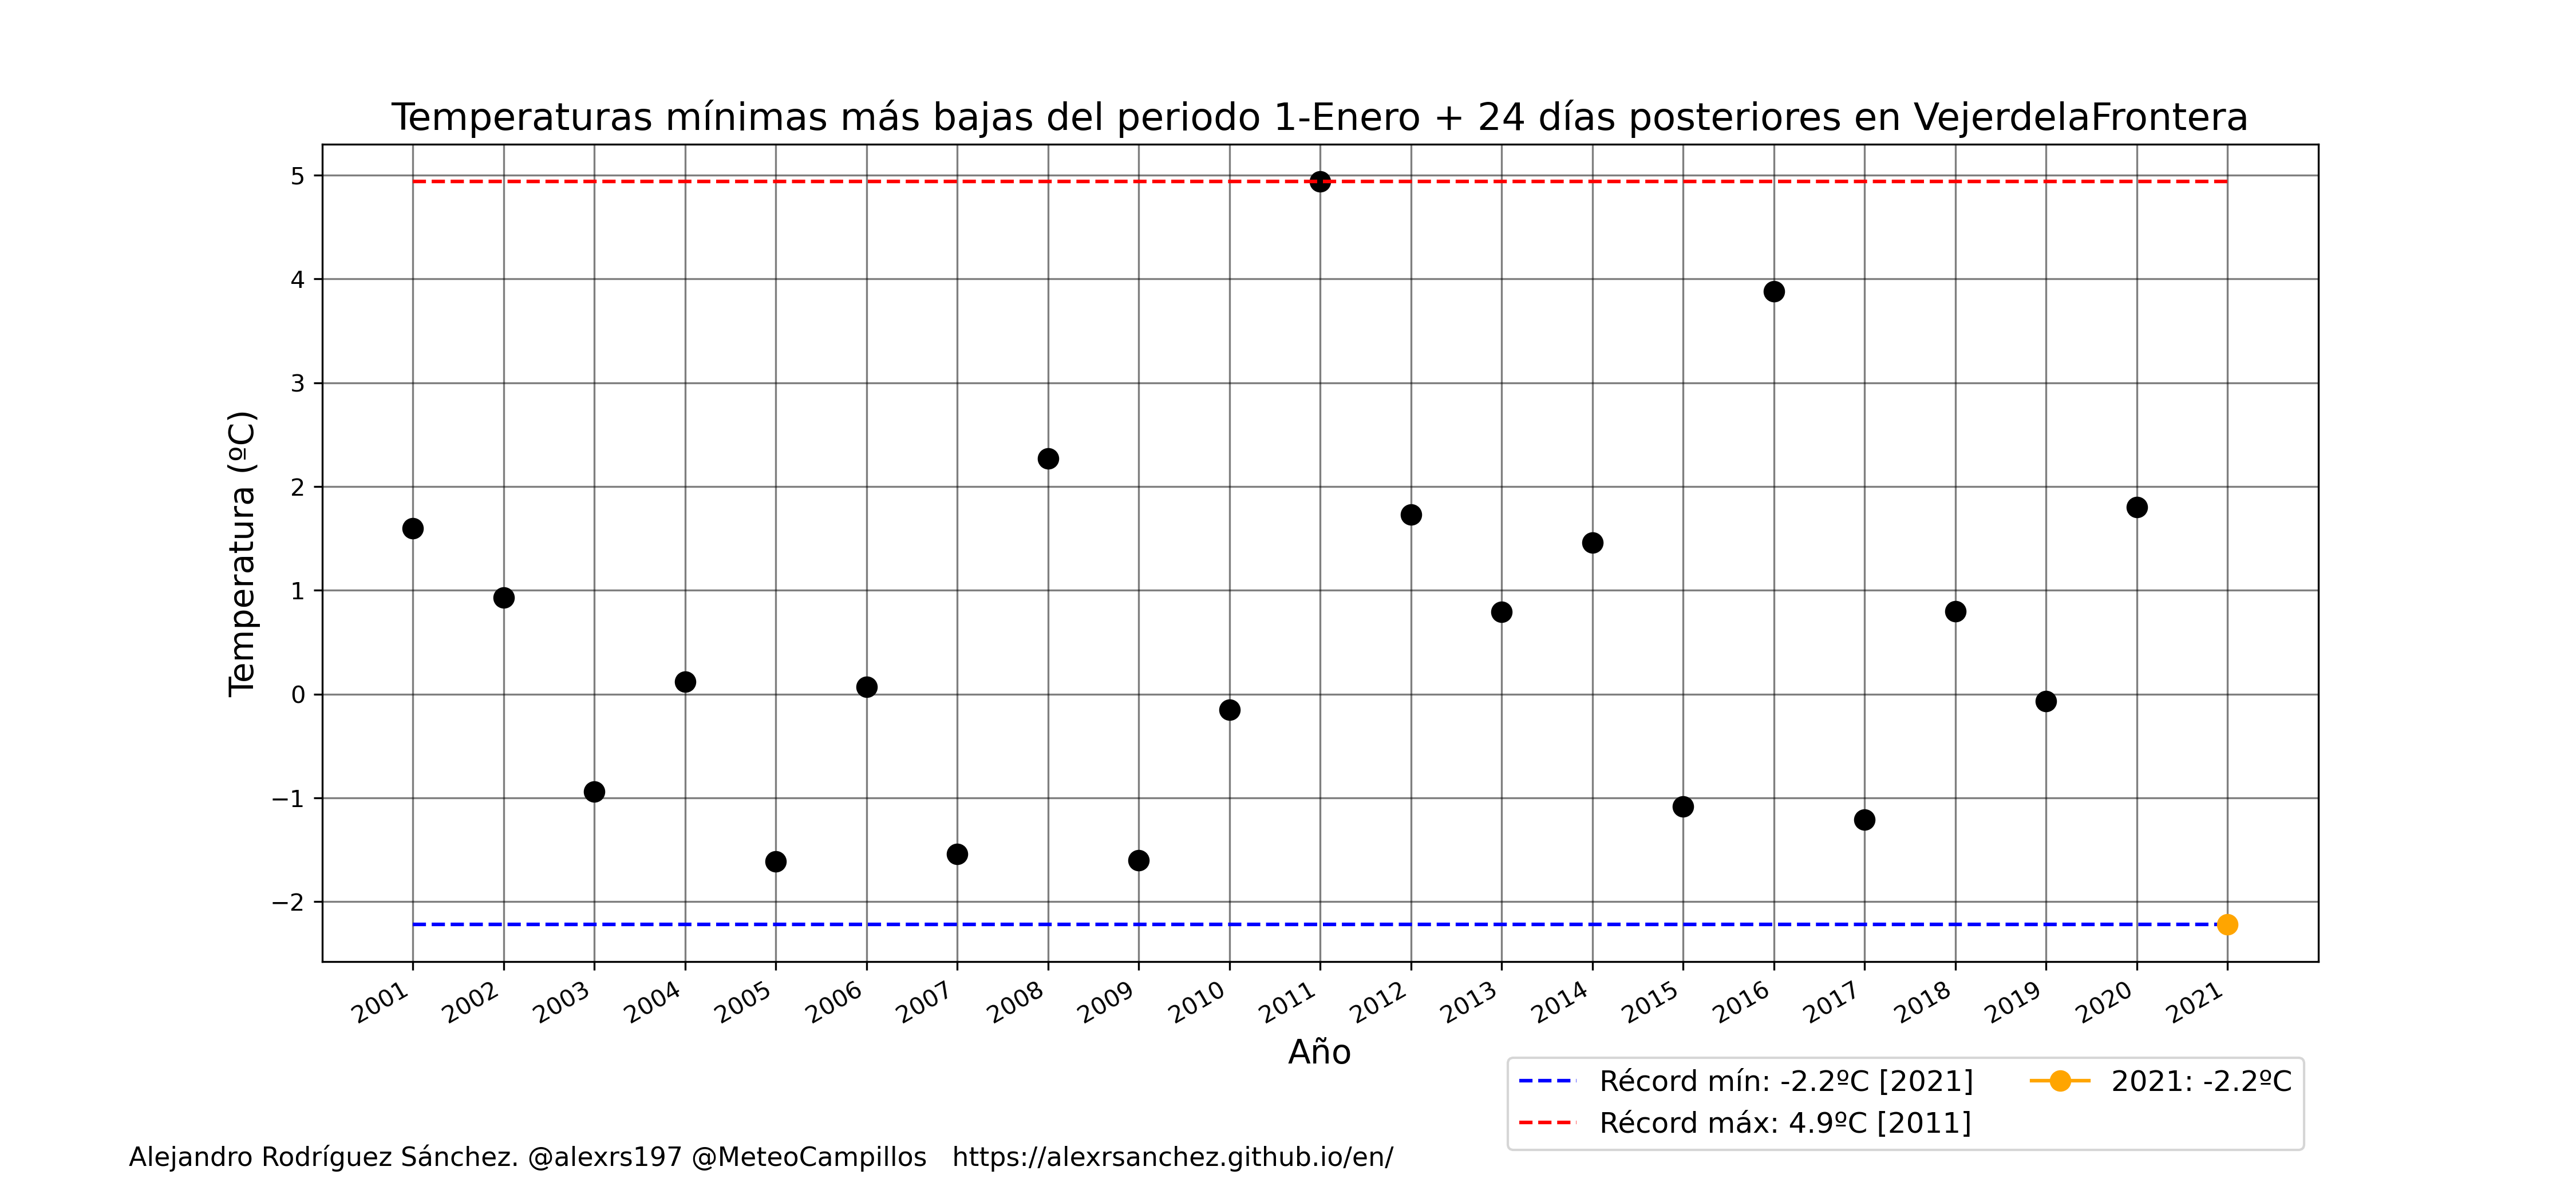 Temperaturas mínimas más bajas del periodo 1-Enero + 24 días posteriores en VejerdelaFrontera
Temperatura (ºC)
5
4
3
2
1
0
−1
−2
2001 2002 2003 2004 2005 2006 2007 2008 2009 2010 2011 2012 2013 2014 2015 2016 2017 2018 2019 2020 2021
Año
Récord mín: -2.2ºC [2021]
Récord máx: 4.9ºC [2011]
2021: -2.2ºC
Alejandro Rodríguez Sánchez. @alexrs197 @MeteoCampillos https://alexrsanchez.github.io/en/